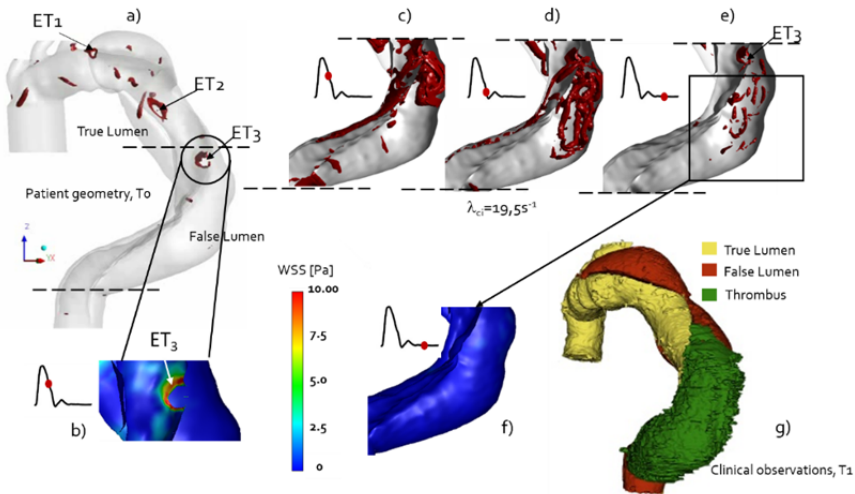 a)
ET1
ET2
True Lumen
ET3
Patient geometry, T0
False Lumen
Z
YX
c)
d)
e)
ET3
λci=19,5s-1
WSS [Pa]
10.00
7.5
5.0
2.5
0
ET3
b)
f)
True Lumen
False Lumen
Thrombus
g)
Clinical observations, T1